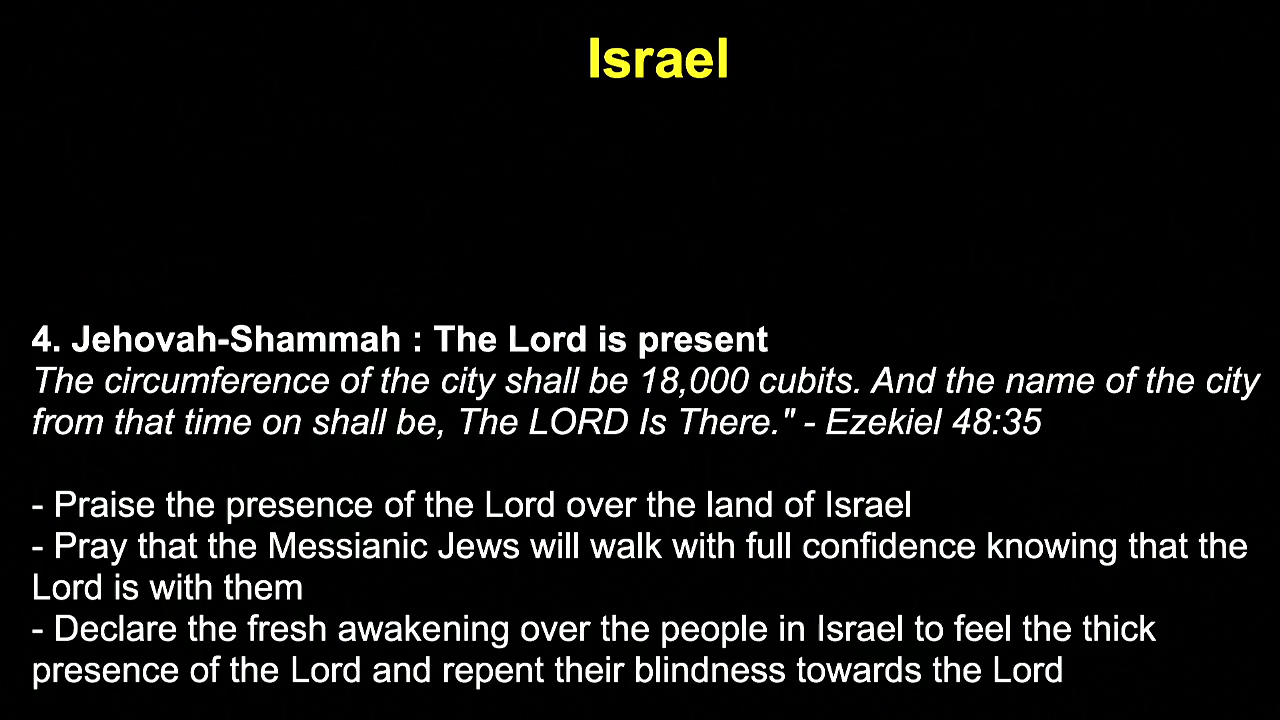 Israel
4. Jehovah-Shammah : The Lord is present
The circumference of the city shall be 18,000 cubits. And the name of the city
from that time on shall be, The LORD Is There." - Ezekiel 48:35
- Praise the presence of the Lord over the land of Israel
- Pray that the Messianic Jews will walk with full confidence knowing that the
Lord is with them
- Declare the fresh awakening over the people in Israel to feel the thick
presence of the Lord and repent their blindness towards the Lord